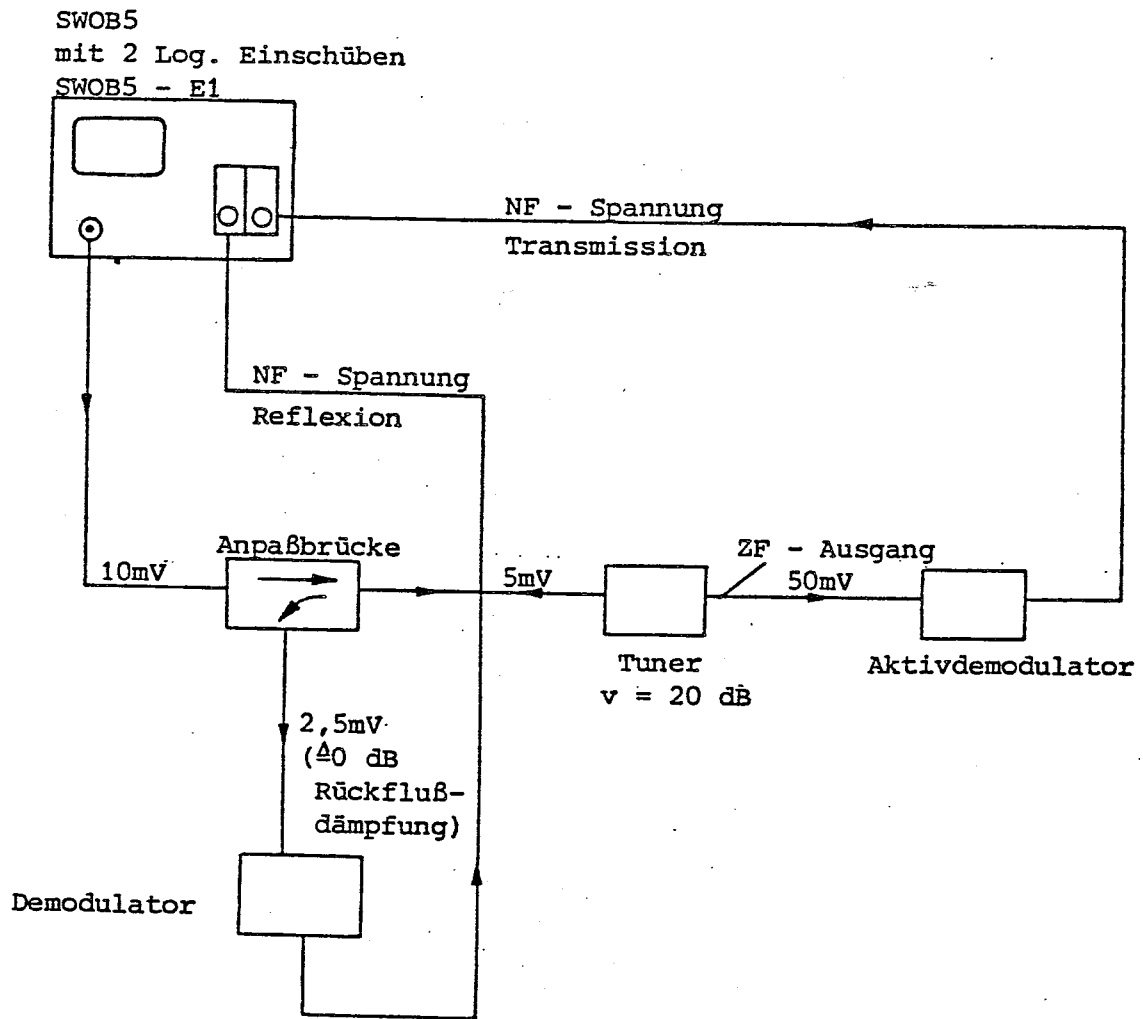 SWOB5
mit 2 Log. Einschüben
SWOB5 - E1
NF - Spannung
Transmission
NF - Spannung
Reflexion
Anpaßbrücke
10mV
5mV
ZF - Ausgang
50mV
Tuner
v = 20 dB
Aktivdemodulator
2,5mV
(≙0 dB
Rückfluß-
dämpfung)
Demodulator